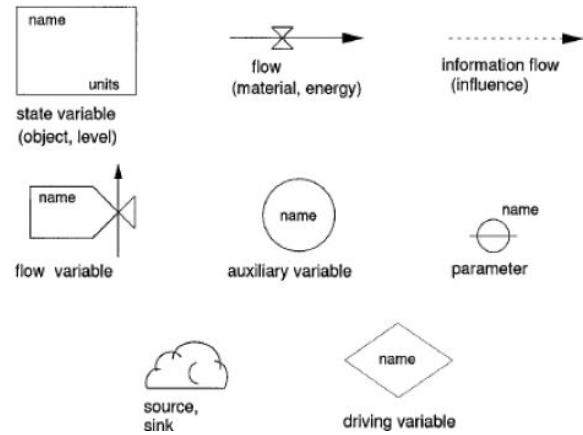 name
units
state variable
(object, level)
flow
(material, energy)
information flow
(influence)
name
flow variable
name
auxiliary variable
name
parameter
source,
sink
name
driving variable